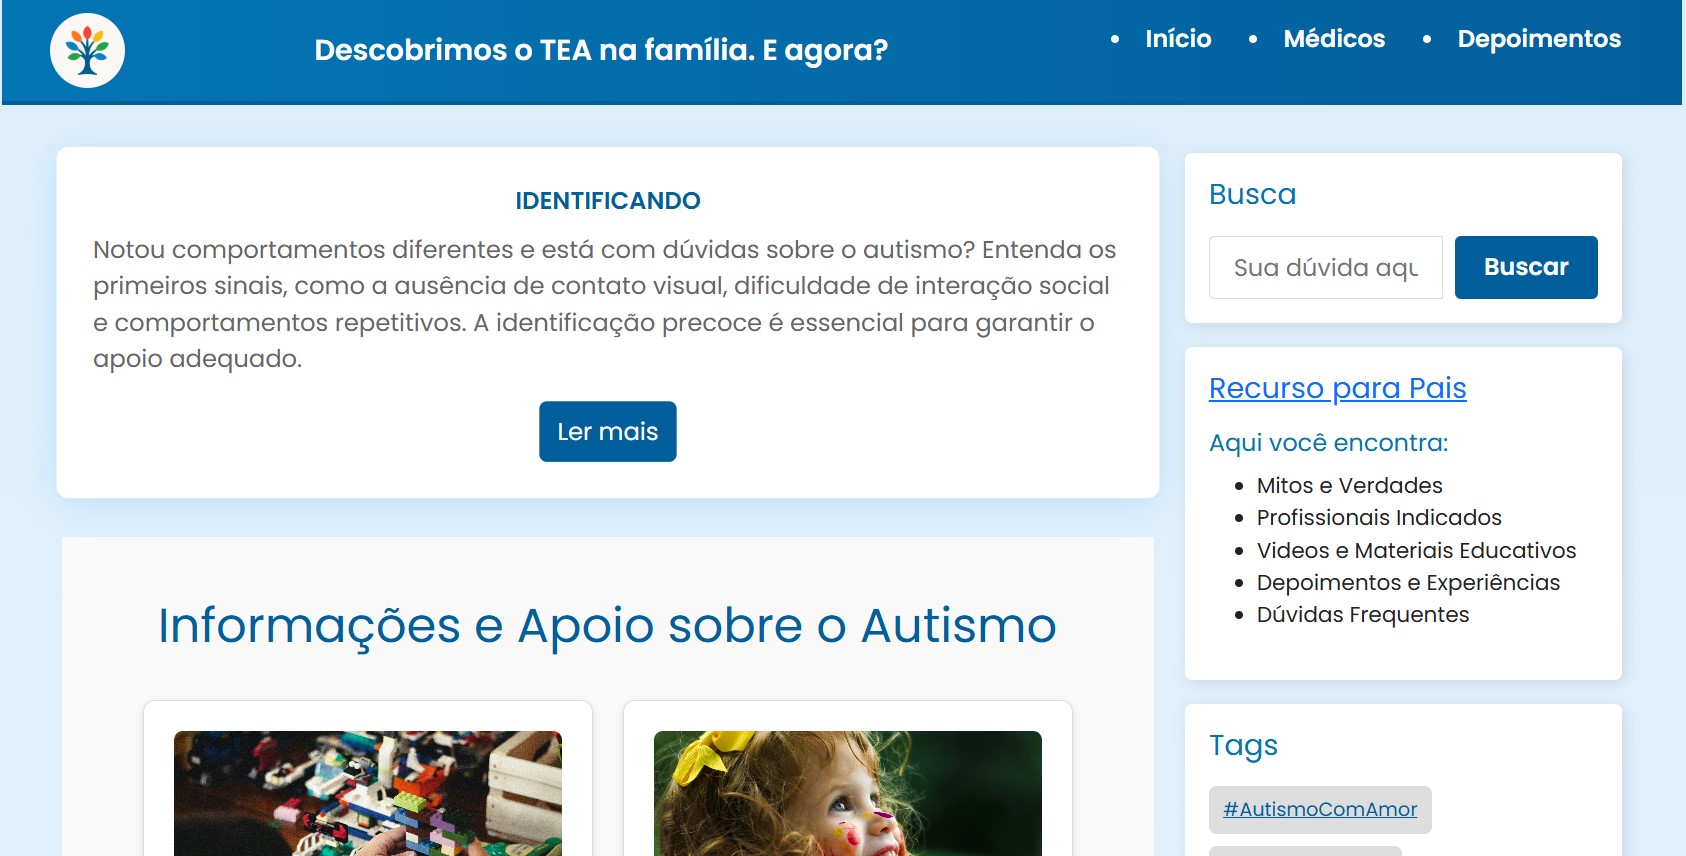 Descobrimos o TEA na família. E agora?
Início
Médicos
Depoimentos
IDENTIFICANDO
Notou comportamentos diferentes e está com dúvidas sobre o autismo? Entenda os
primeiros sinais, como a ausência de contato visual, dificuldade de interação social
e comportamentos repetitivos. A identificação precoce é essencial para garantir o
apoio adequado.
Ler mais
Informações e Apoio sobre o Autismo
Busca
Sua dúvida aqu
Buscar
Recurso para Pais
Aqui você encontra:
Mitos e Verdades
Profissionais Indicados
Videos e Materiais Educativos
Depoimentos e Experiências
Dúvidas Frequentes
Tags
#AutismoComAmor